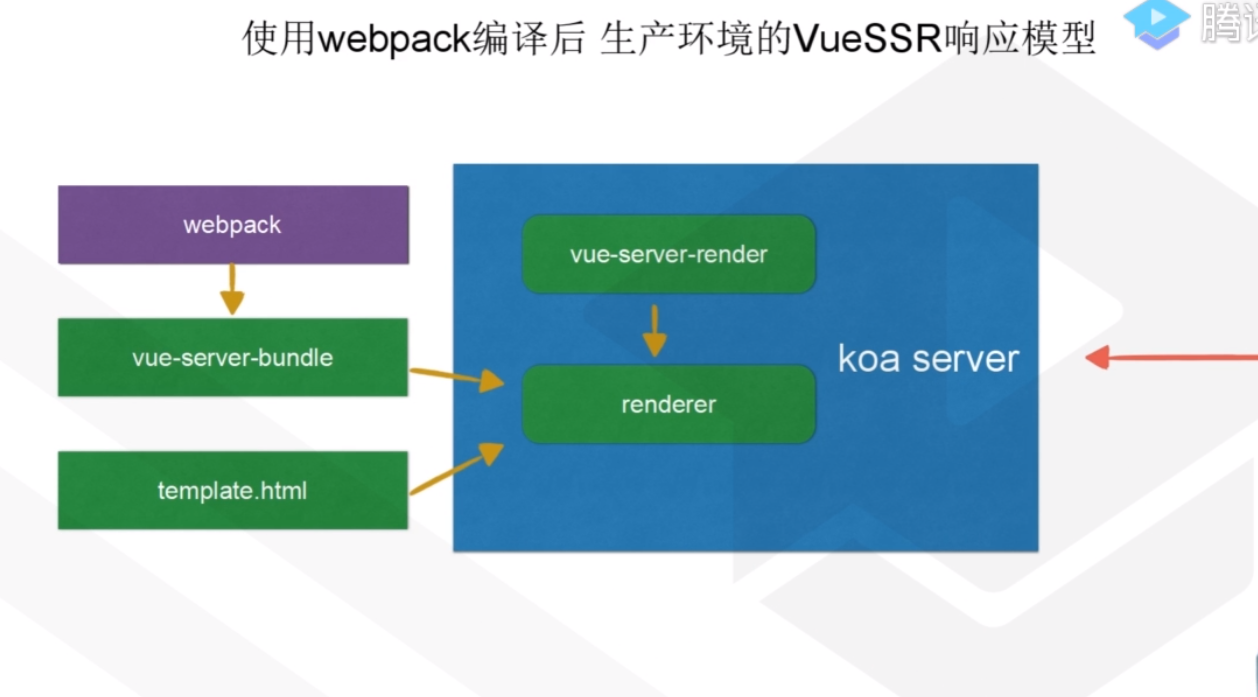 使用webpack编译后 生产环境的VueSSR响应模型
腾
webpack
vue-server-render
vue-server-bundle
koa server
renderer
template.html